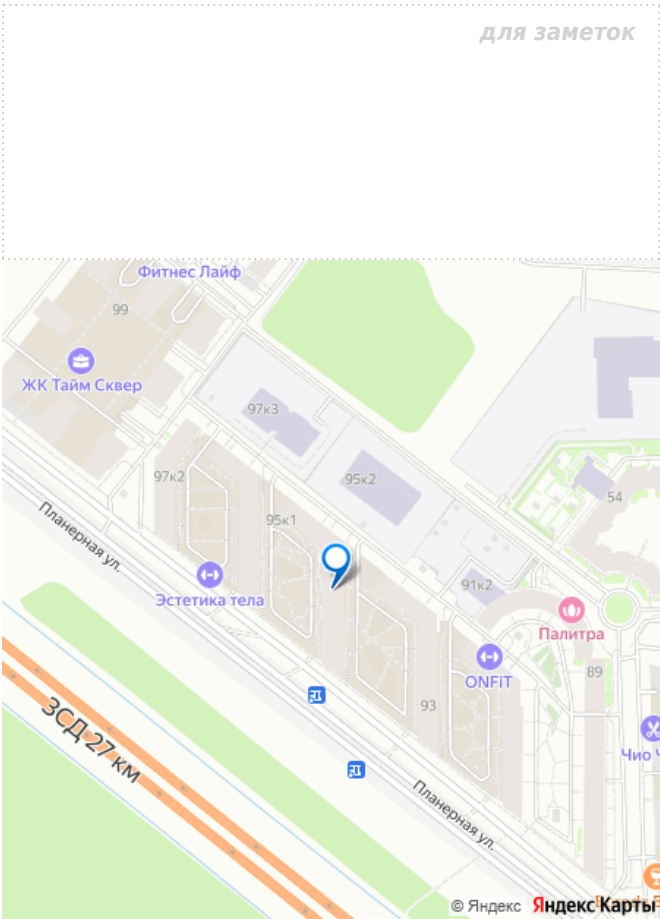 для заметок
Фитнес Лайф
99
ЖК Тайм Сквер
97к3
97к2
95к2
95к1
54
Планерная ул.
Эстетика тела
91к2
Палитра
ONFIT
89
93
ЗСД 27 км
Чио Ч
Планерная ул.
© Яндекс Яндекс Карты